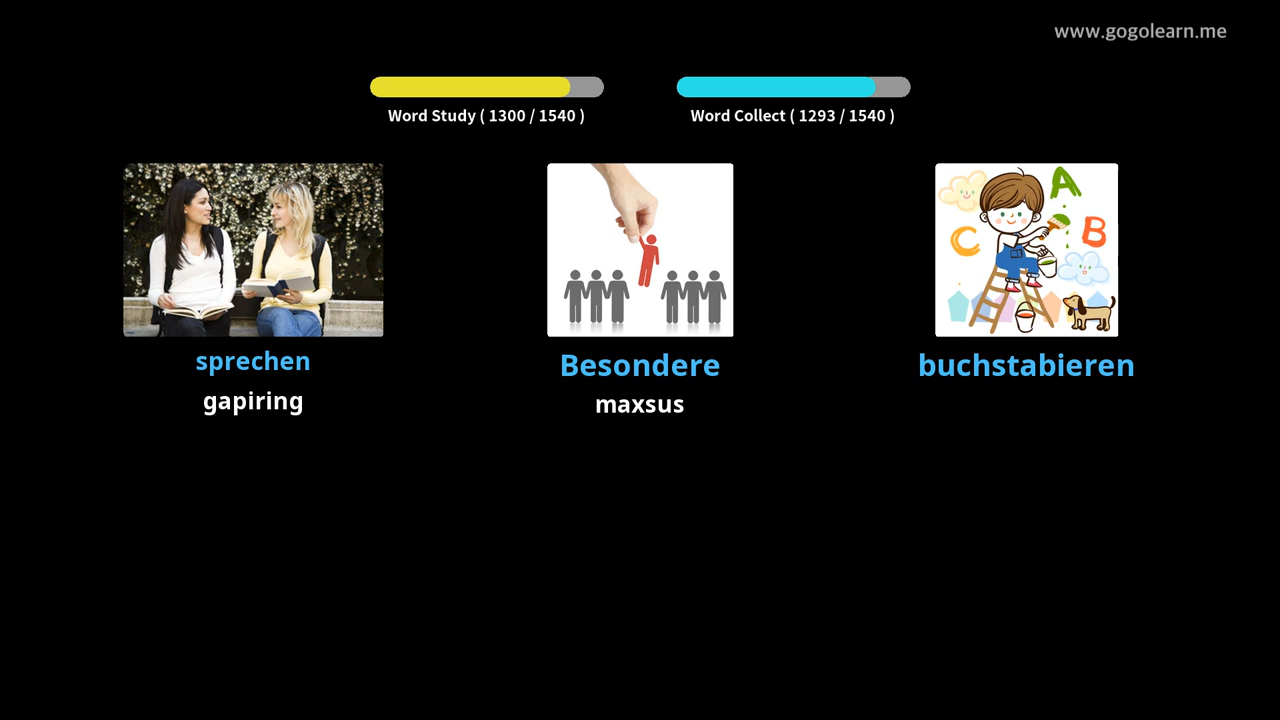 www.gogolearn.me
Word Study ( 1300 / 1540 )
Word Collect ( 1293 / 1540 )
A
B
C
sprechen
gapiring
Besondere
maxsus
buchstabieren